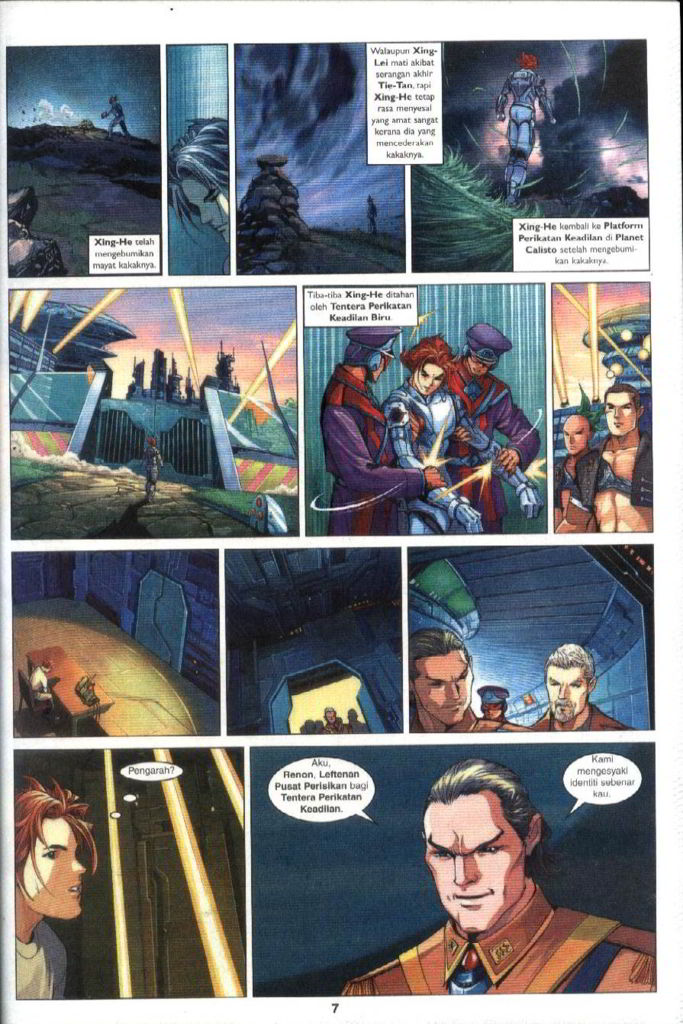 Xing-He telah
mengebumikan
mayat kakaknya.
Walaupun Xing-
Lei mati akibat
serangan akhir
Tie-Tan, rapi
Xing-He tetap
rasa menyesal
yang amat sangat
kerana dia yang
mencederakan
kakaknya.
Xing-He kembali ke Platform
Perikatan Keadilan di Planet
Calisto setelah mengebumi-
kan kakaknya.
Tiba-tiba Xing-He ditahan
oleh Tentera Perikatan
Keadilan Biru.
Pengarah?
Aku,
Renon, Leftenan
Pusat Perisikan bagi
Tentera Perikatan
Keadilan.
Kami
mengesyaki
identiti sebenar
kau.
7